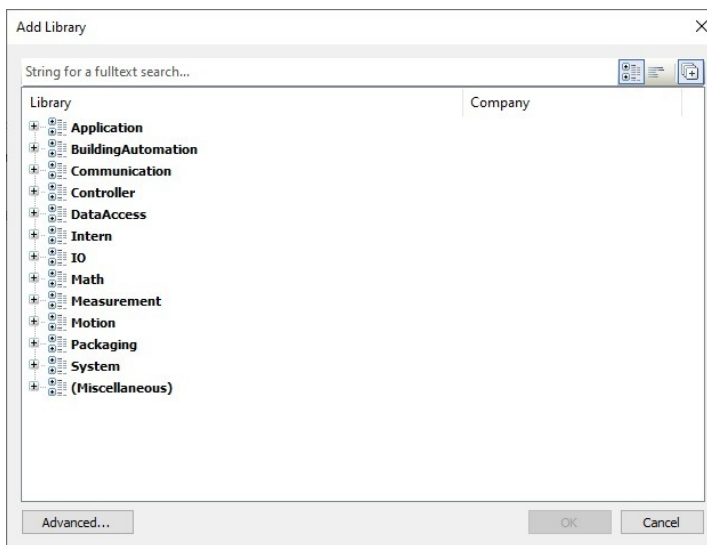 Add Library
String for a fulltext search...
Library Company
Application
BuildingAutomation
Communication
Controller
DataAccess
Intern
IO
Math
Measurement
Motion
Packaging
System
(Miscellaneous)
Advanced... OK Cancel